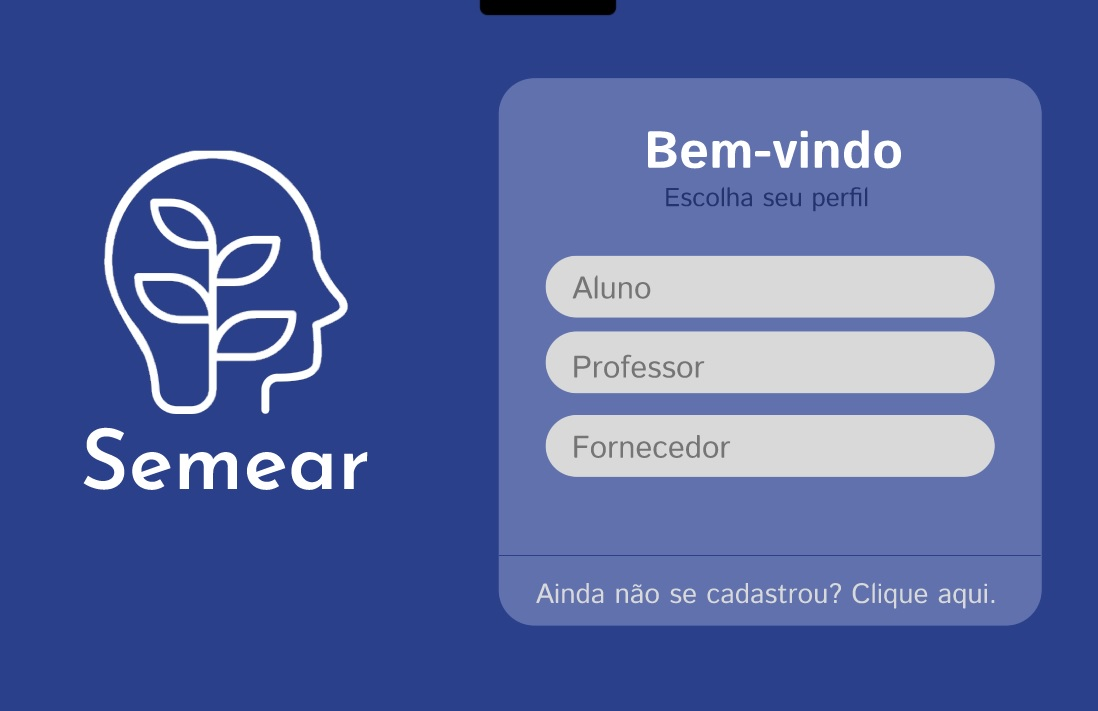 Semear
Bem-vindo
Escolha seu perfil
Aluno
Professor
Fornecedor
Ainda não se cadastrou? Clique aqui.